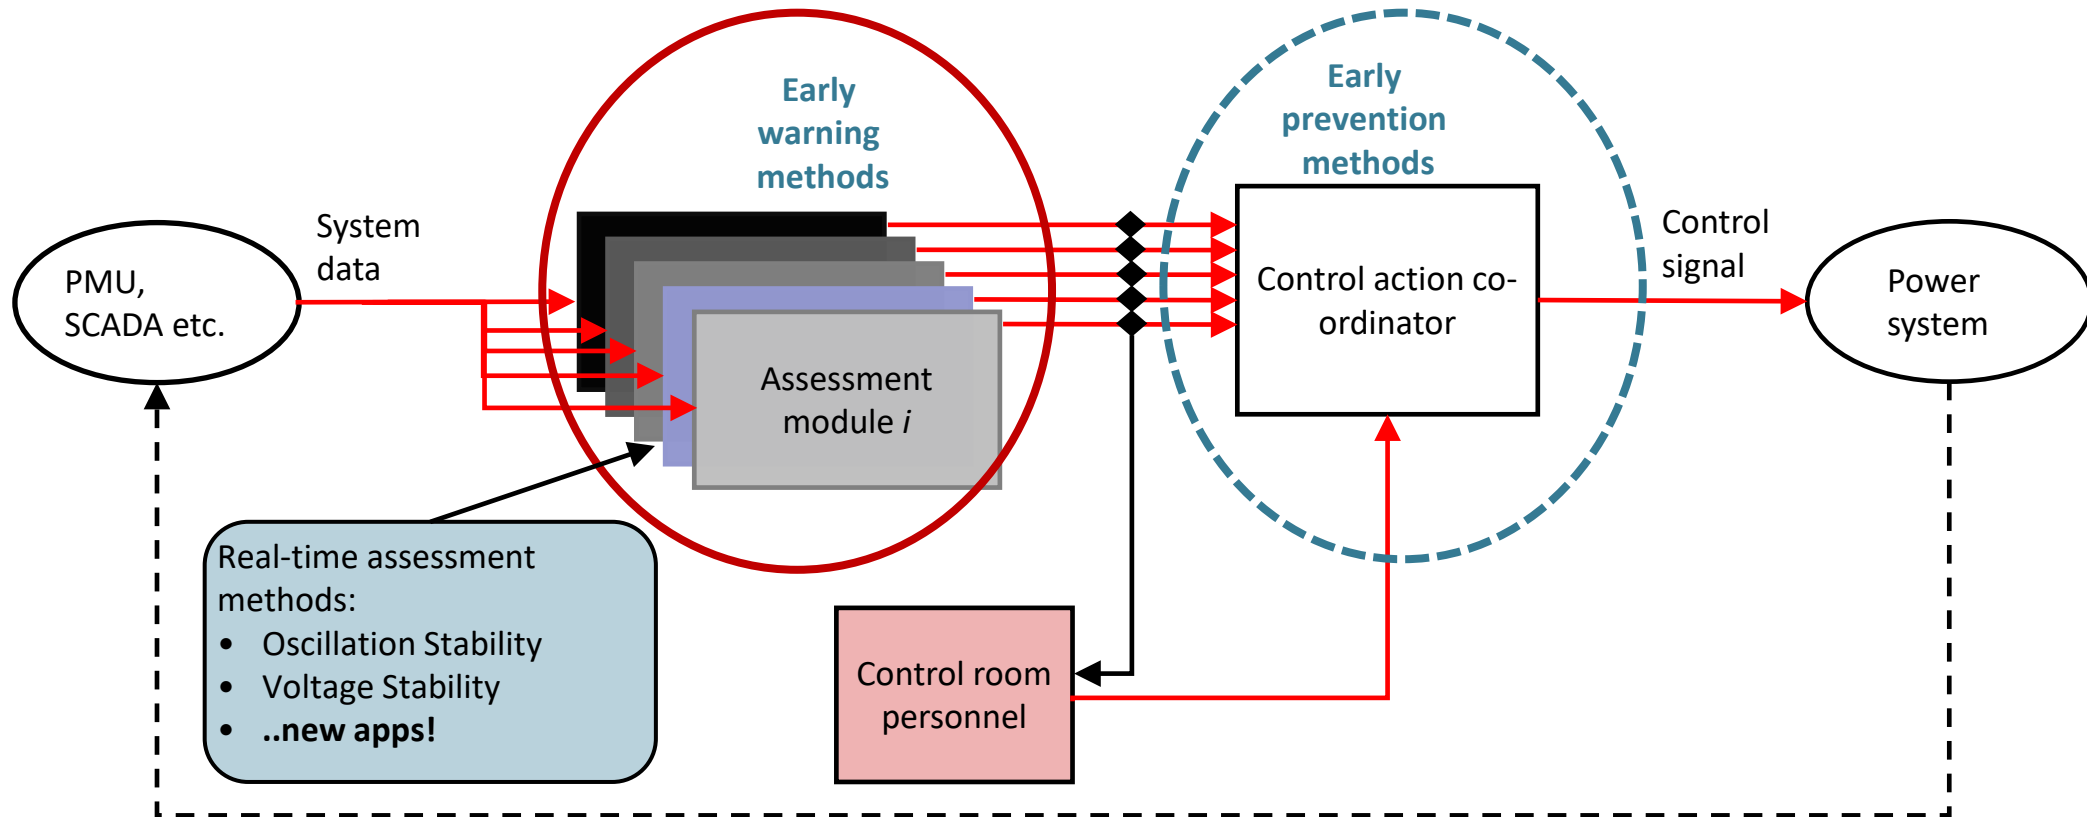 Early
warning
methods
Early
prevention
methods
System
data
Control
signal
PMU,
SCADA etc.
Control action co-
ordinator
Power
system
Assessment
module i
Real-time assessment
methods:
• Oscillation Stability
• Voltage Stability
• ..new apps!
Control room
personnel